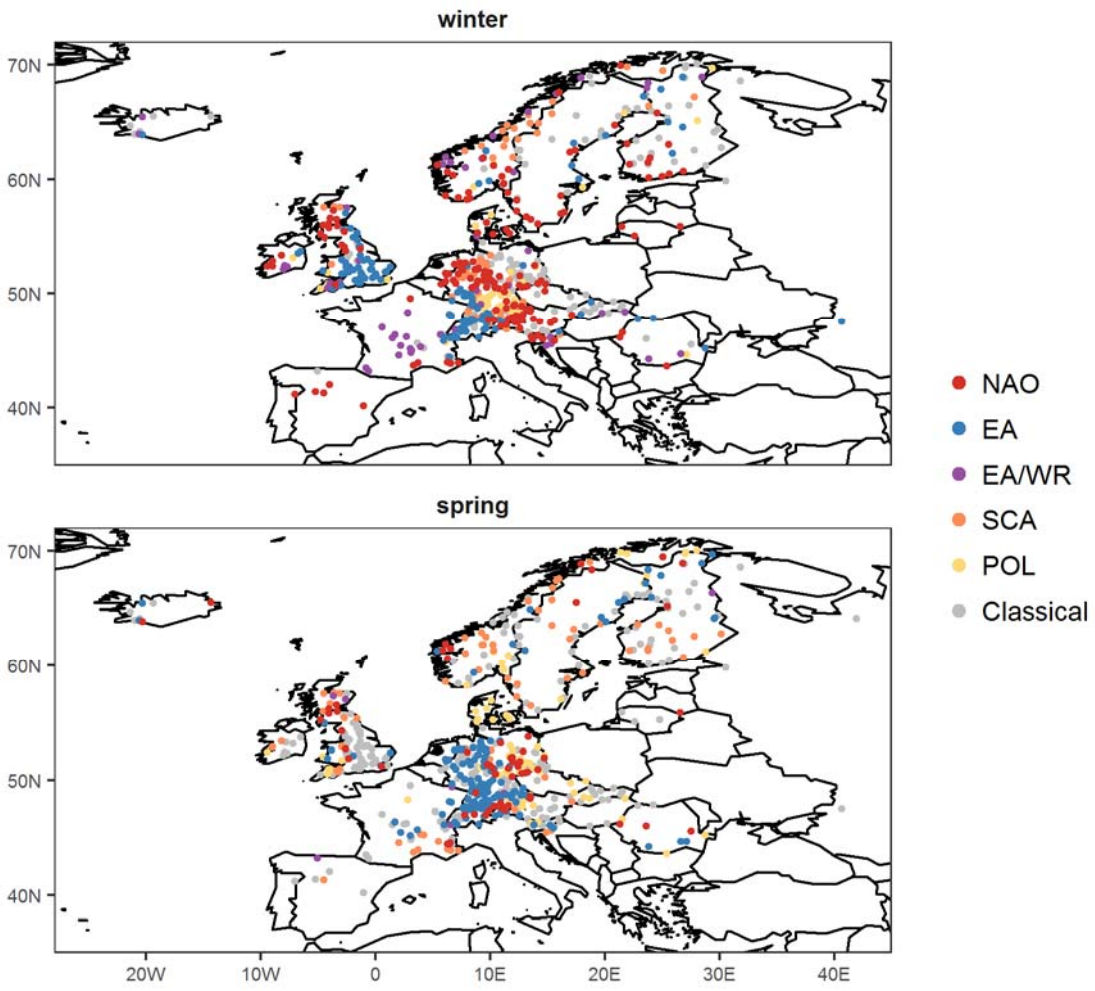 winter
70N
60N
50N
40N
spring
70N
60N
50N
40N
20W 10W 0 10E 20E 30E 40E
NAO
EA
EA/WR
SCA
POL
Classical